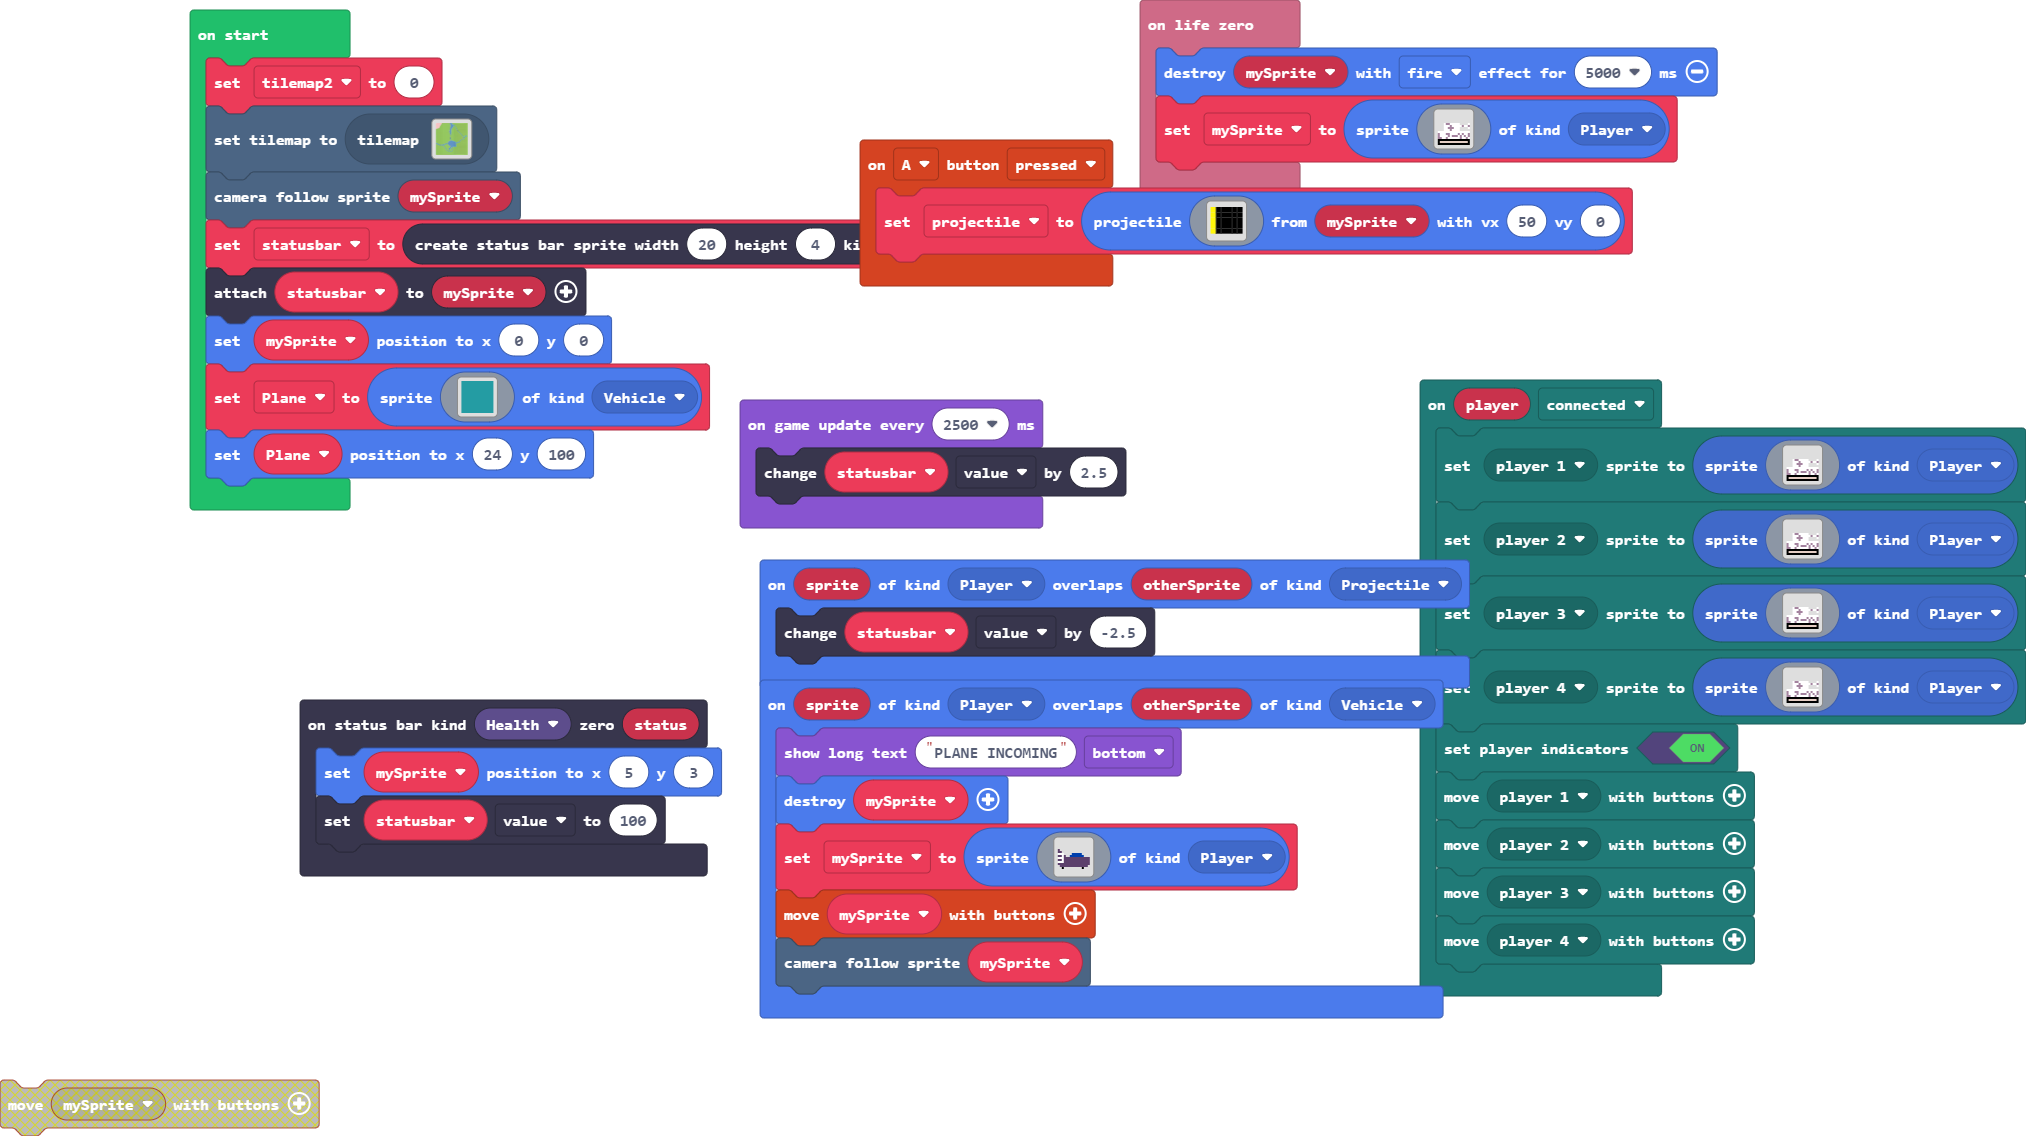 on start
set tilemap2 to 0
set tilemap to tilemap
camera follow sprite mySprite
set statusbar to create status bar sprite width 20 height 4 ki
attach statusbar to mySprite
set mySprite position to x 0 y 0
set Plane to sprite of kind Vehicle
set Plane position to x 24 y 100
on life zero
destroy mySprite with fire effect for 5000 ms
set mySprite to sprite of kind Player
on A button pressed
set projectile to projectile from mySprite with vx 50 vy 0
on game update every 2500 ms
change statusbar value by 2.5
on player connected
set player 1 sprite to sprite of kind Player
set player 2 sprite to sprite of kind Player
set player 3 sprite to sprite of kind Player
set player 4 sprite to sprite of kind Player
set player indicators ON
move player 1 with buttons
move player 2 with buttons
move player 3 with buttons
move player 4 with buttons
on sprite of kind Player overlaps otherSprite of kind Projectile
change statusbar value by -2.5
on sprite of kind Player overlaps otherSprite of kind Vehicle
show long text "PLANE INCOMING" bottom
destroy mySprite
set mySprite to sprite of kind Player
move mySprite with buttons
camera follow sprite mySprite
on status bar kind Health zero status
set mySprite position to x 5 y 3
set statusbar value to 100
move mySprite with buttons